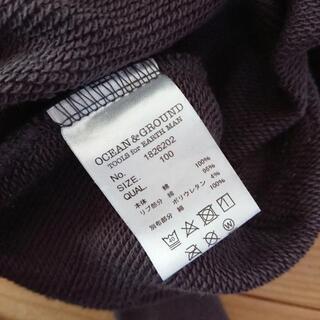 OCEAN & GROUND
TOOLS for EARTH MAN
No. 1826202
SIZE. 100
QUAL
本体 綿 100%
リブ部分 綿 95%
ポリウレタン 4%
別布部分 綿 100%